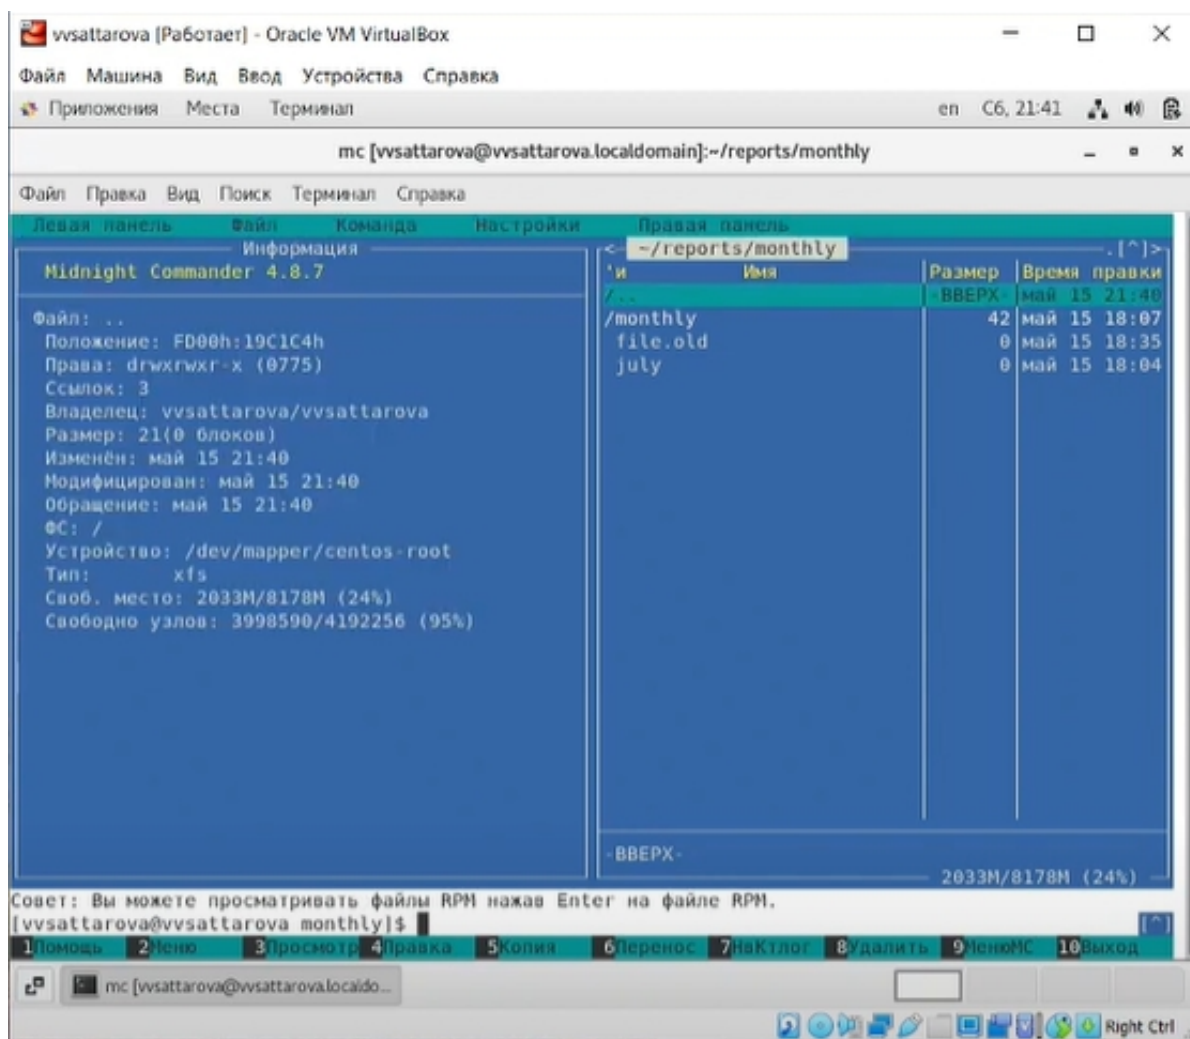 vvsattarova [Работает] - Oracle VM VirtualBox
Файл Машина Вид Ввод Устройства Справка
Приложения Места Терминал en Сб, 21:41
mc [vvsattarova@vvsattarova.localdomain]:~/reports/monthly
Файл Правка Вид Поиск Терминал Справка
Левая панель Файл Команда Настройки Правая панель
Информация
Midnight Commander 4.8.7
Файл: ..
Положение: FD00h:19C1C4h
Права: drwxrwxr-x (0775)
Ссылок: 3
Владелец: vvsattarova/vvsattarova
Размер: 21(0 блоков)
Изменён: май 15 21:40
Модифицирован: май 15 21:40
Обращение: май 15 21:40
ФС: /
Устройство: /dev/mapper/centos-root
Тип: xfs
Своб. место: 2033M/8178M (24%)
Свободно узлов: 3998590/4192256 (95%)
<- ~/reports/monthly .[^]>
'и Имя Размер Время правки
/.. -ВВЕРХ- май 15 21:40
/monthly 42 май 15 18:07
file.old 0 май 15 18:35
july 0 май 15 18:04
-ВВЕРХ-
2033M/8178M (24%)
Совет: Вы можете просматривать файлы RPM нажав Enter на файле RPM.
[vvsattarova@vvsattarova monthly]$ [^]
1Помощь 2Меню 3Просмотр 4Правка 5Копия 6Перенос 7НвКтлог 8Удалить 9МенюМС 10Выход
mc [vvsattarova@vvsattarova.localdo...
Right Ctrl